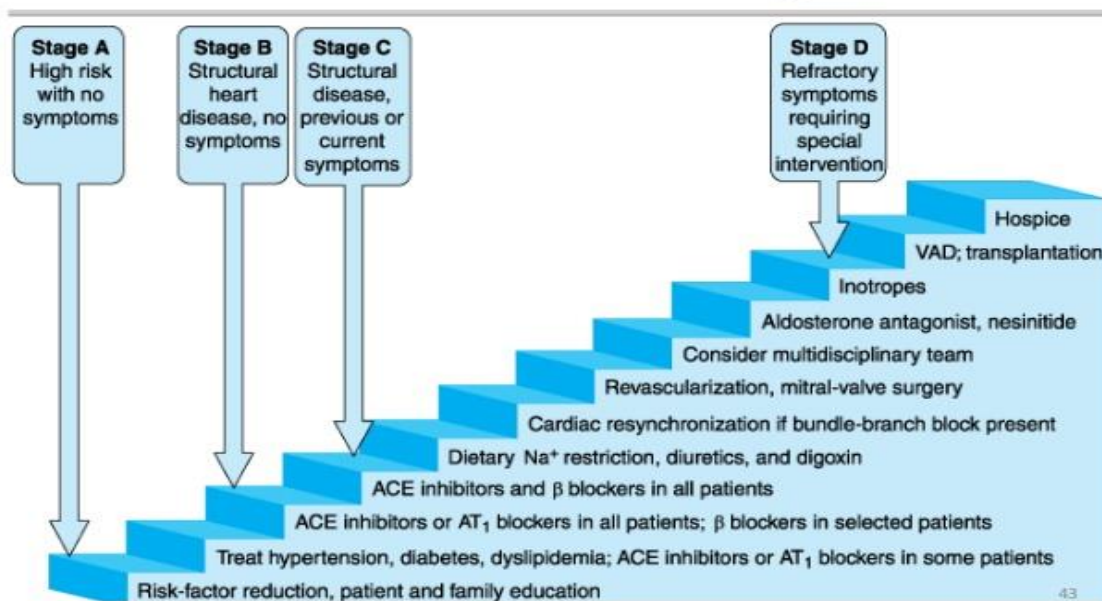 Stage A
High risk
with no
symptoms
Stage B
Structural
heart
disease, no
symptoms
Stage C
Structural
disease,
previous or
current
symptoms
Stage D
Refractory
symptoms
requiring
special
intervention
Hospice
VAD; transplantation
Inotropes
Aldosterone antagonist, nesinitide
Consider multidisciplinary team
Revascularization, mitral-valve surgery
Cardiac resynchronization if bundle-branch block present
Dietary Na⁺ restriction, diuretics, and digoxin
ACE inhibitors and β blockers in all patients
ACE inhibitors or AT₁ blockers in all patients; β blockers in selected patients
Treat hypertension, diabetes, dyslipidemia; ACE inhibitors or AT₁ blockers in some patients
Risk-factor reduction, patient and family education
43